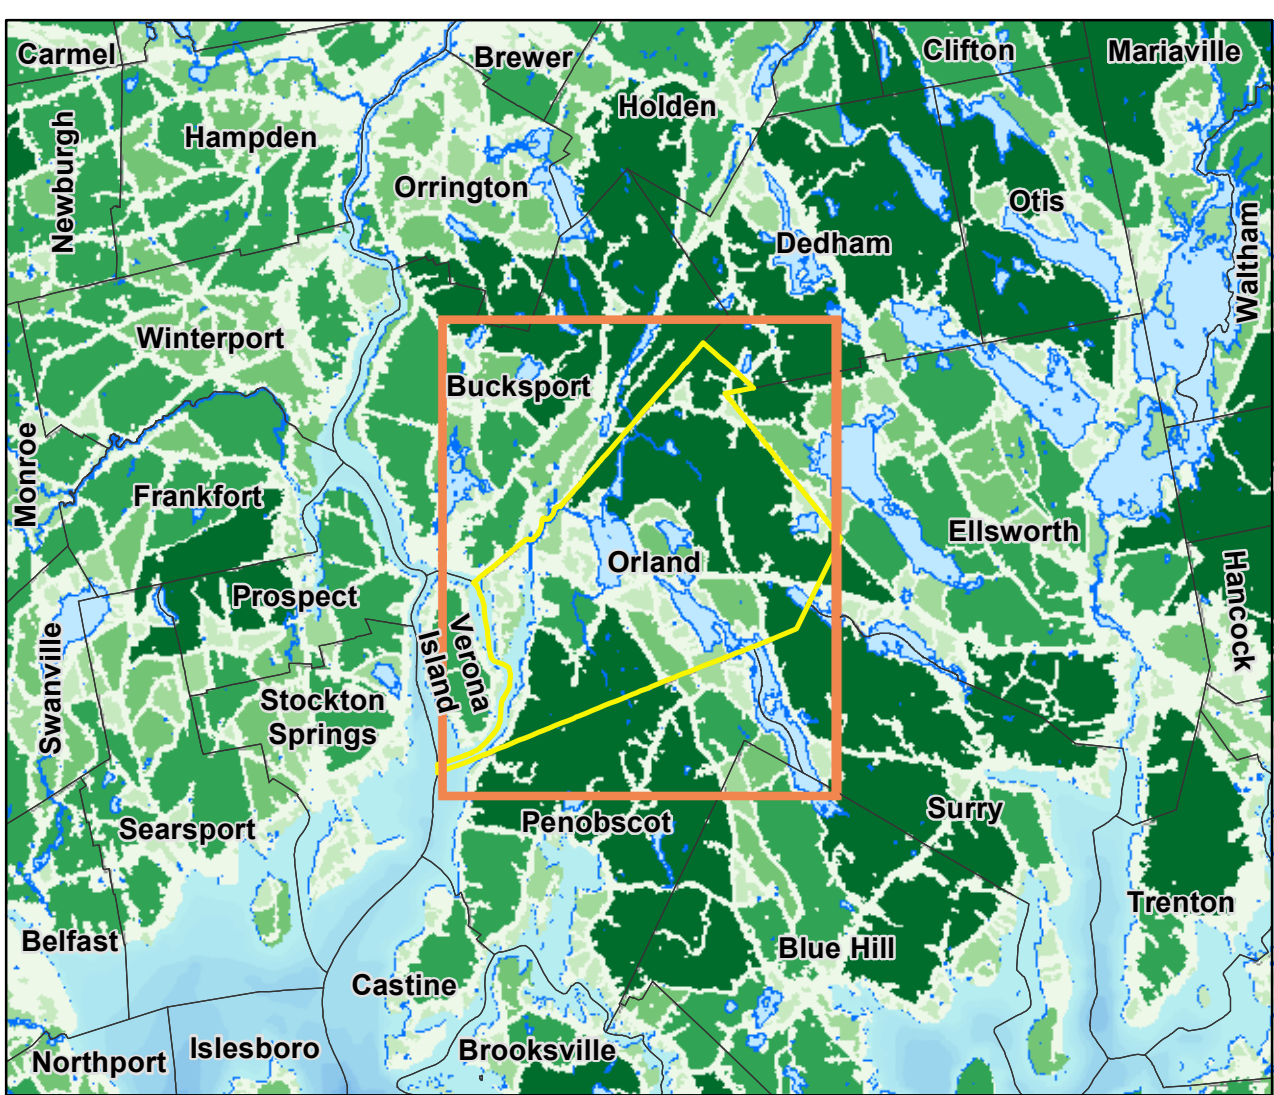 Carmel
Brewer
Clifton
Mariaville
Holden
Hampden
Newburgh
Orrington
Otis
Dedham
Waltham
Winterport
Bucksport
Monroe
Frankfort
Ellsworth
Orland
Prospect
Hancock
Verona
Island
Swanville
Stockton
Springs
Searsport
Penobscot
Surry
Trenton
Belfast
Blue Hill
Castine
Northport
Islesboro
Brooksville